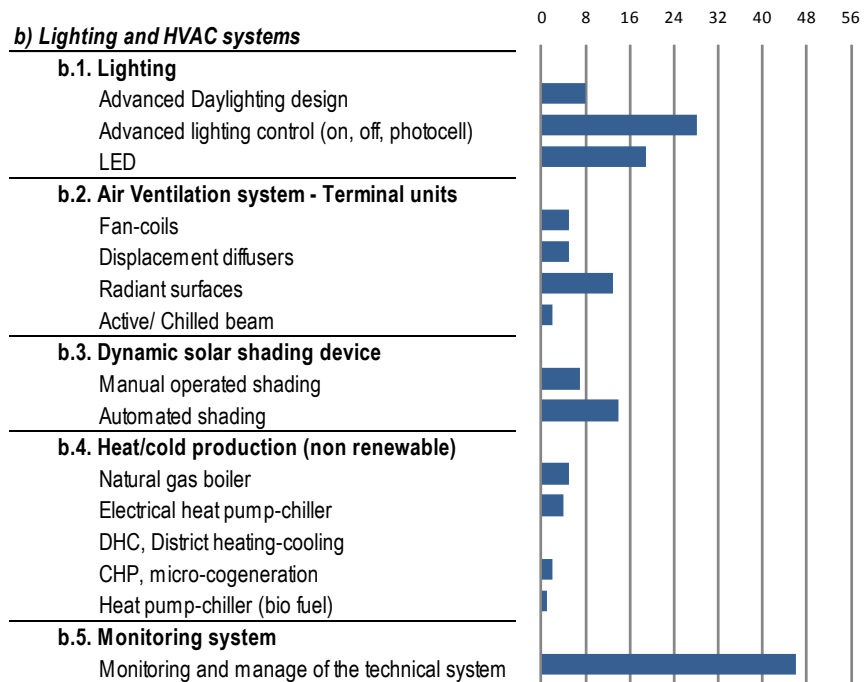 0 8 16 24 32 40 48 56
b) Lighting and HVAC systems
b.1. Lighting
Advanced Daylighting design
Advanced lighting control (on, off, photocell)
LED
b.2. Air Ventilation system - Terminal units
Fan-coils
Displacement diffusers
Radiant surfaces
Active/ Chilled beam
b.3. Dynamic solar shading device
Manual operated shading
Automated shading
b.4. Heat/cold production (non renewable)
Natural gas boiler
Electrical heat pump-chiller
DHC, District heating-cooling
CHP, micro-cogeneration
Heat pump-chiller (bio fuel)
b.5. Monitoring system
Monitoring and manage of the technical system